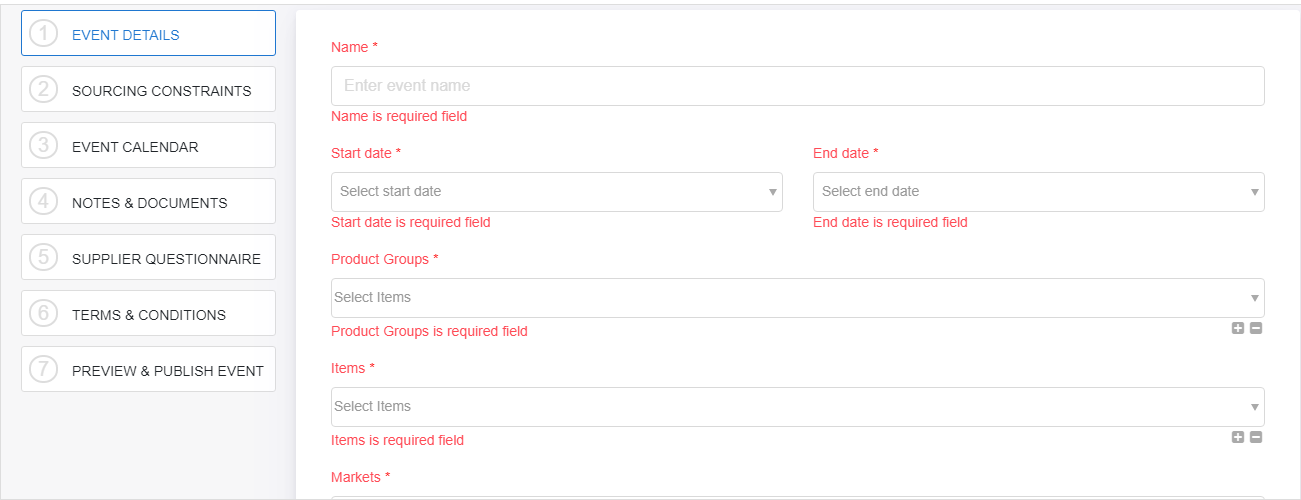 1 EVENT DETAILS
2 SOURCING CONSTRAINTS
3 EVENT CALENDAR
4 NOTES & DOCUMENTS
5 SUPPLIER QUESTIONNAIRE
6 TERMS & CONDITIONS
7 PREVIEW & PUBLISH EVENT
Name *
Enter event name
Name is required field
Start date * End date *
Select start date Select end date
Start date is required field End date is required field
Product Groups *
Select Items
Product Groups is required field
Items *
Select Items
Items is required field
Markets *